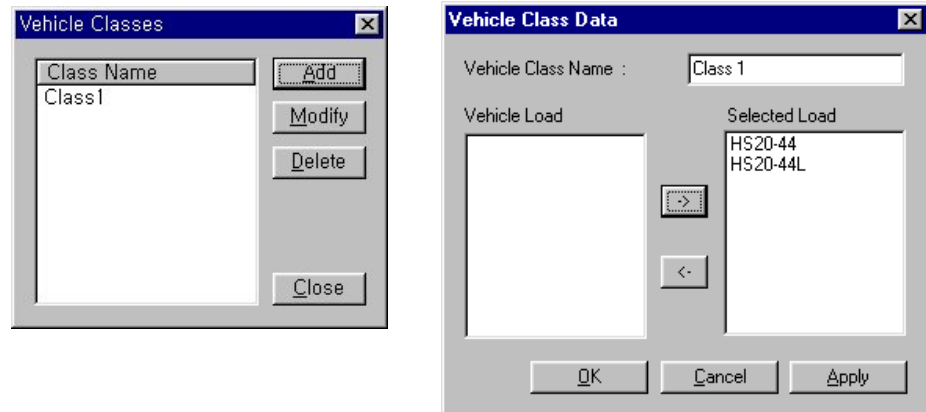 Vehicle Classes
Class Name
Class1
Add
Modify
Delete
Close
Vehicle Class Data
Vehicle Class Name :
Class 1
Vehicle Load
Selected Load
HS20-44
HS20-44L
->
<-
OK
Cancel
Apply